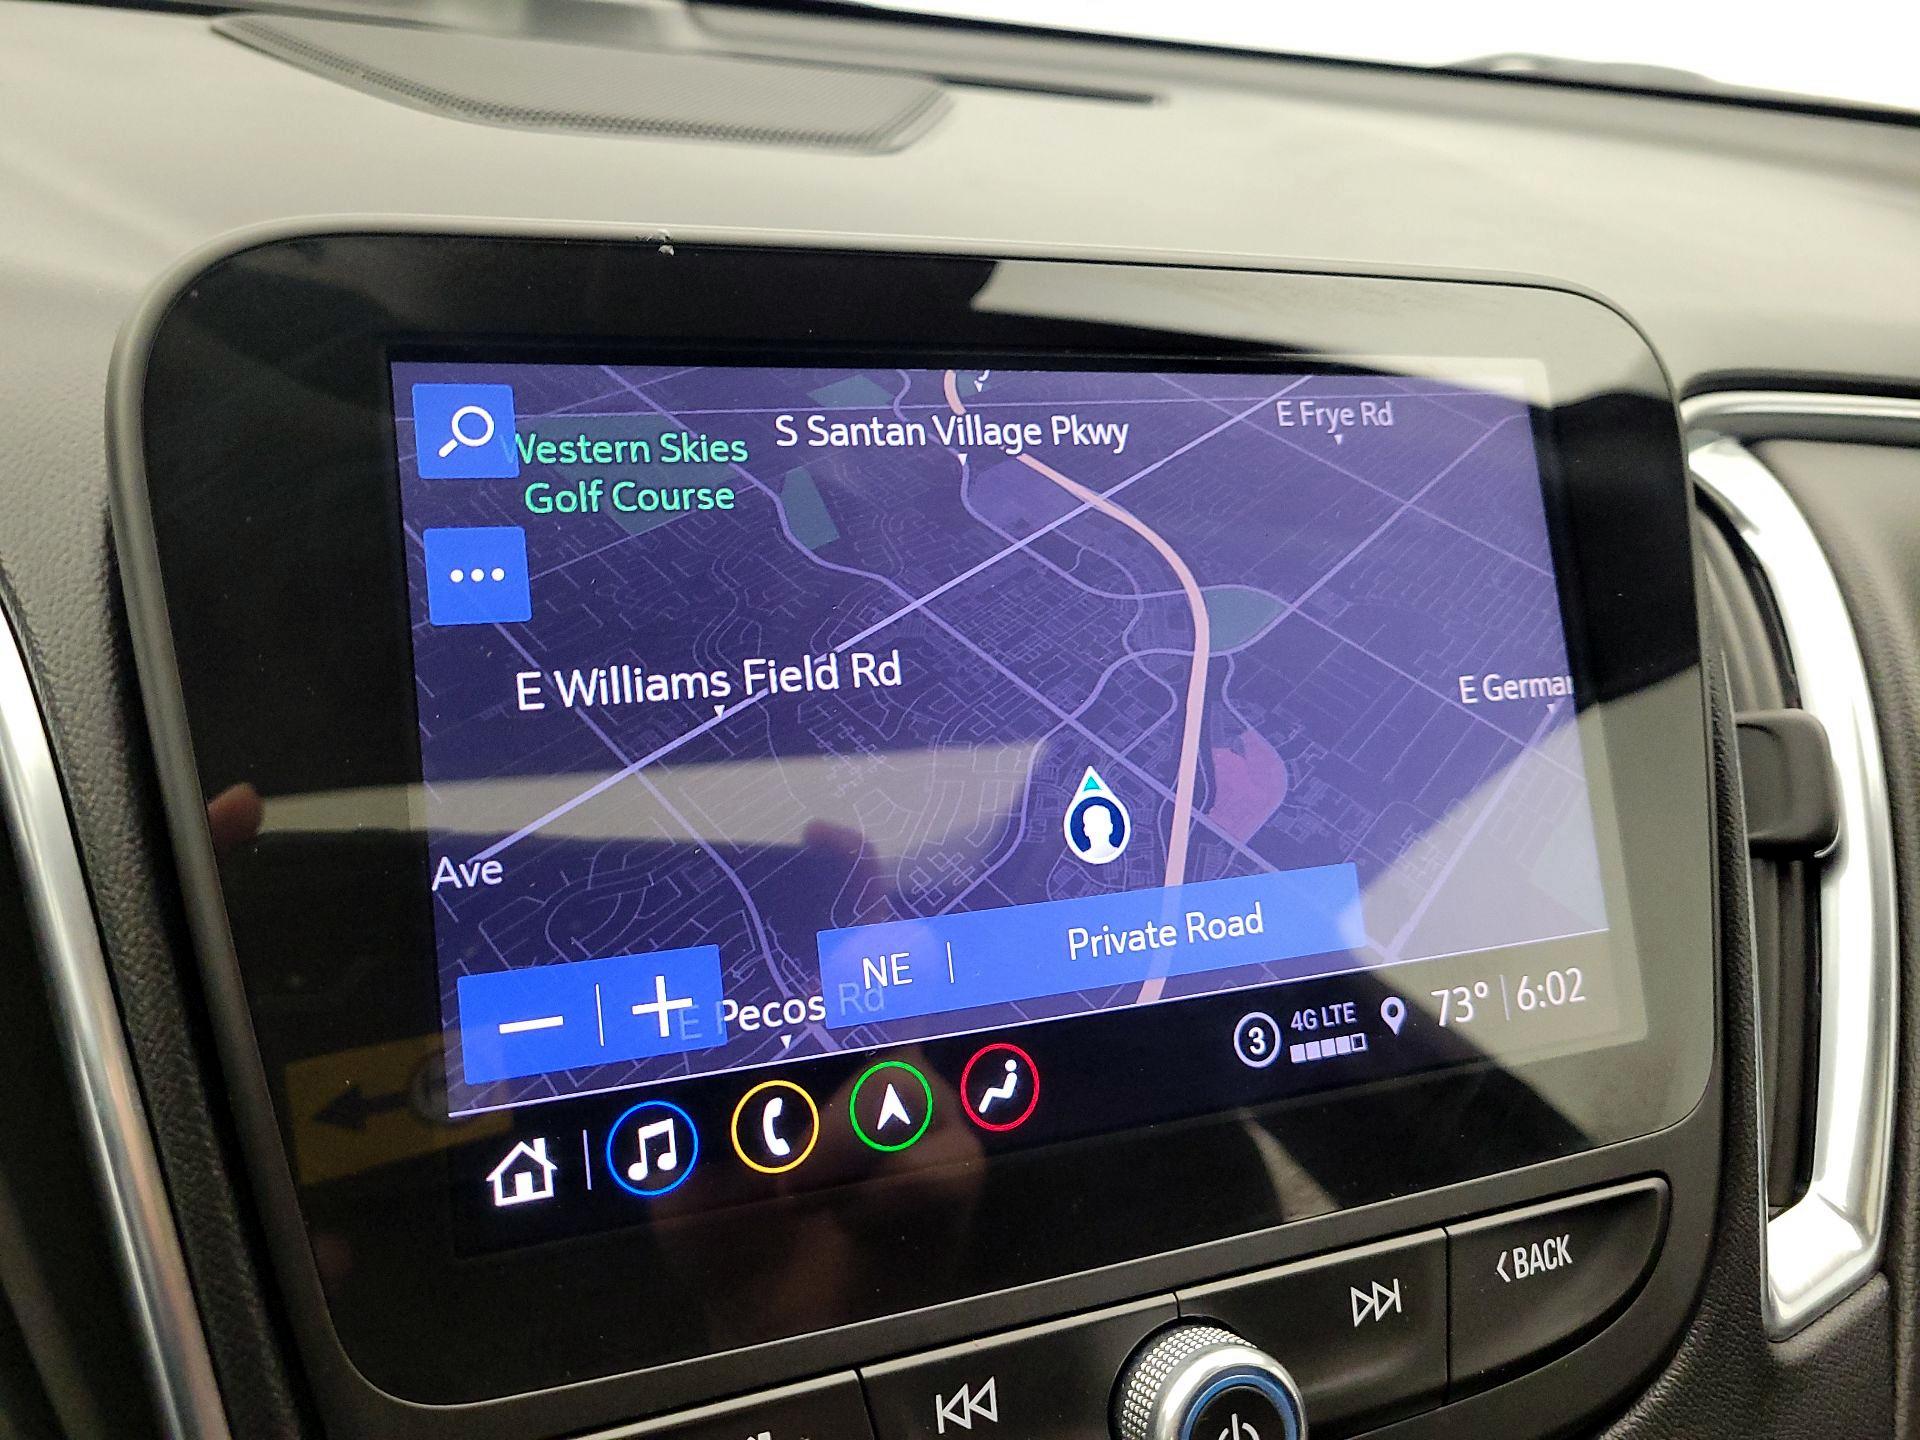 Western Skies
Golf Course
S Santan Village Pkwy
E Frye Rd
E Williams Field Rd
E German
Ave
NE | Private Road
E Pecos Rd
3 4G LTE 73° | 6:02
< BACK